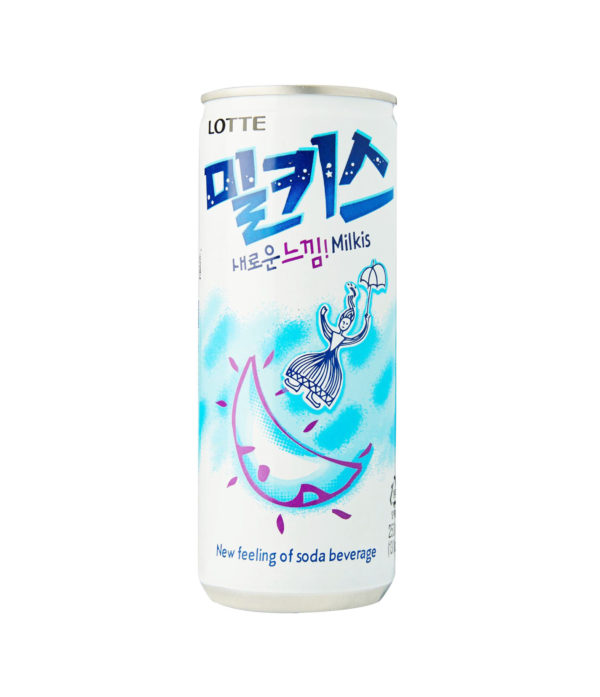 LOTTE
밀키스
새로운 느낌! Milkis
New feeling of soda beverage